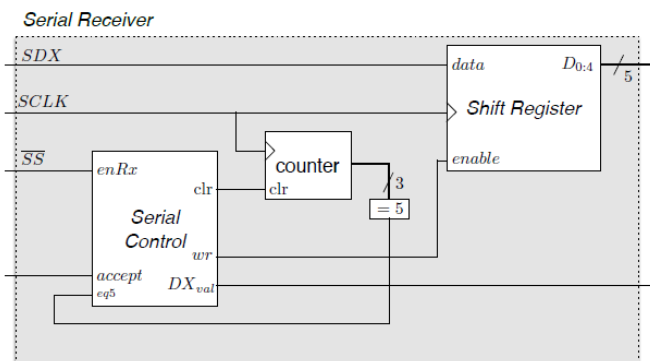 Serial Receiver
SDX
data
D0:4
5
SCLK
Shift Register
SS
enRx
counter
enable
clr
clr
3
= 5
Serial
Control
wr
accept
DXval
eq5